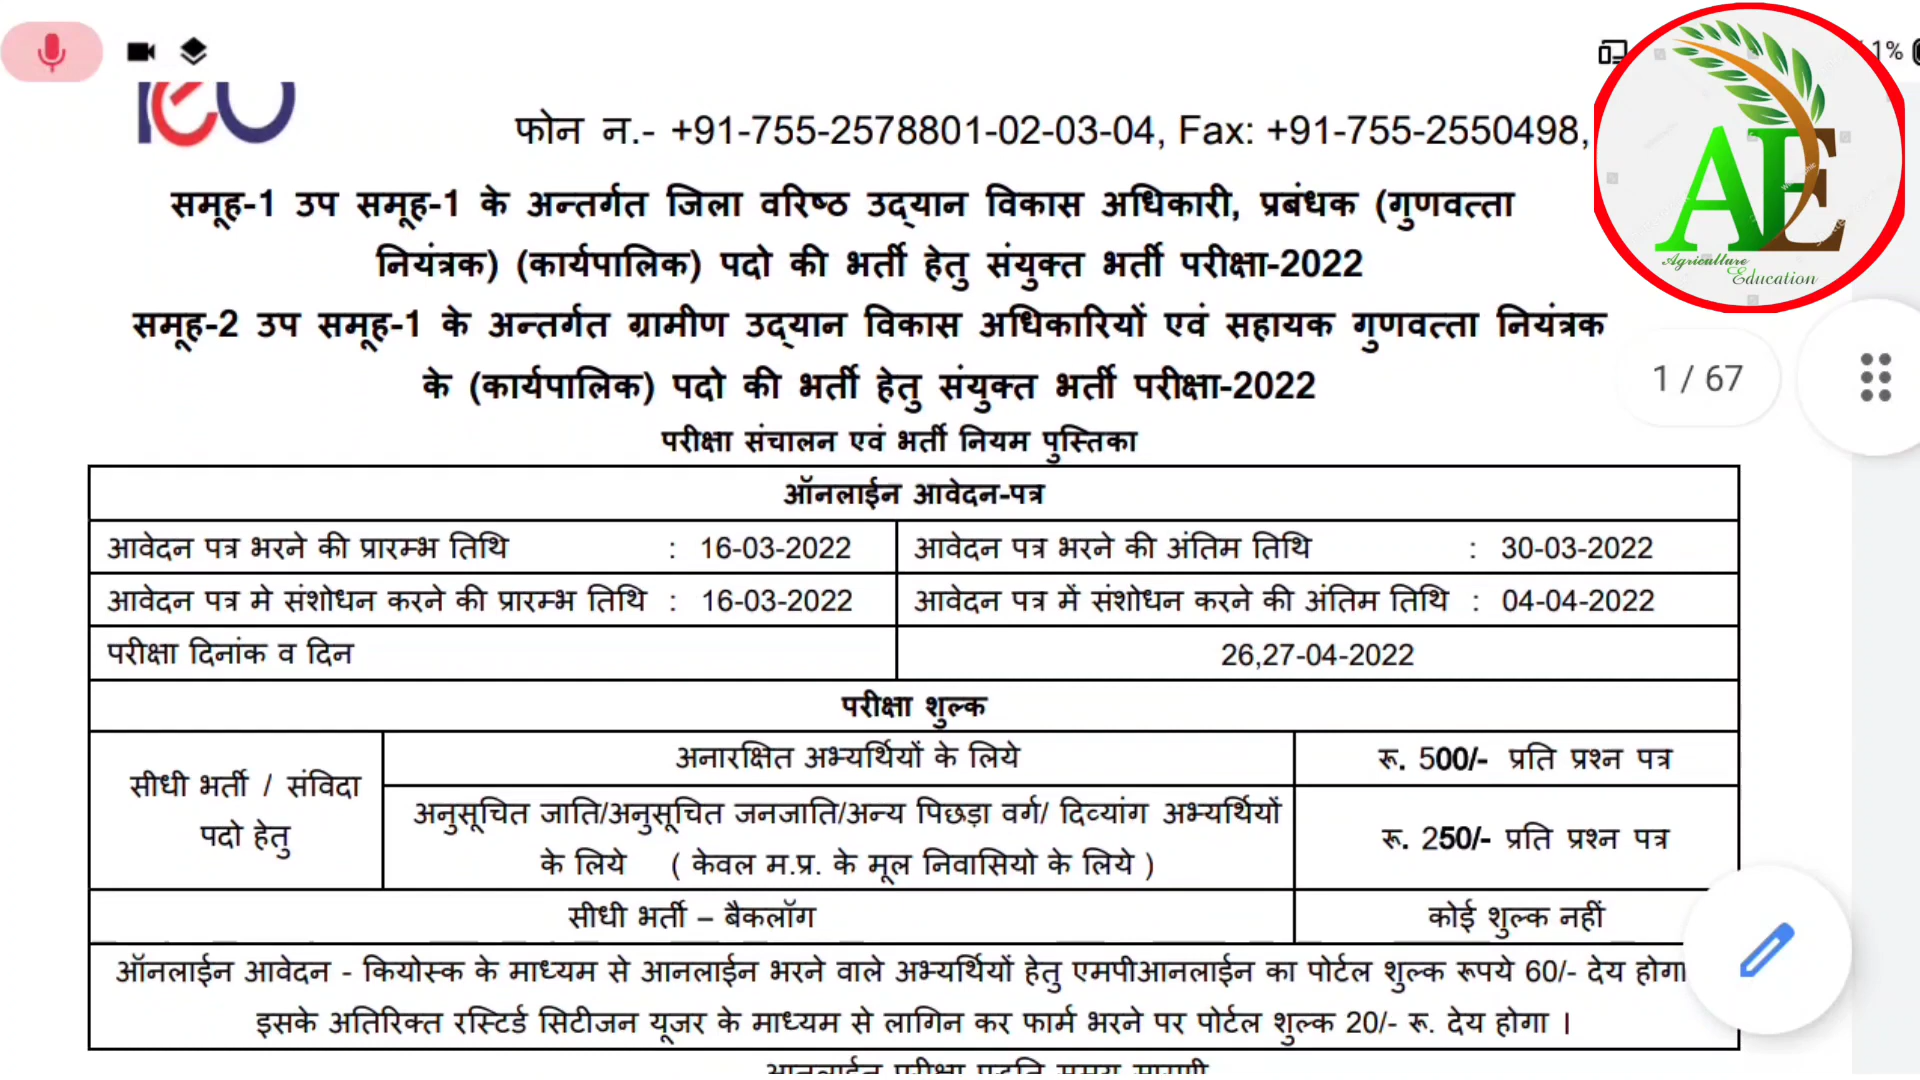 1%
फोन न.- +91-755-2578801-02-03-04, Fax: +91-755-2550498,
समूह-1 उप समूह-1 के अन्तर्गत जिला वरिष्ठ उद्यान विकास अधिकारी, प्रबंधक (गुणवत्ता
नियंत्रक) (कार्यपालिक) पदो की भर्ती हेतु संयुक्त भर्ती परीक्षा-2022
समूह-2 उप समूह-1 के अन्तर्गत ग्रामीण उद्यान विकास अधिकारियों एवं सहायक गुणवत्ता नियंत्रक
के (कार्यपालिक) पदो की भर्ती हेतु संयुक्त भर्ती परीक्षा-2022
परीक्षा संचालन एवं भर्ती नियम पुस्तिका
AE
Agriculture
Education
1 / 67
ऑनलाईन आवेदन-पत्र
आवेदन पत्र भरने की प्रारम्भ तिथि : 16-03-2022 आवेदन पत्र भरने की अंतिम तिथि : 30-03-2022
आवेदन पत्र मे संशोधन करने की प्रारम्भ तिथि : 16-03-2022 आवेदन पत्र में संशोधन करने की अंतिम तिथि : 04-04-2022
परीक्षा दिनांक व दिन 26,27-04-2022
परीक्षा शुल्क
सीधी भर्ती / संविदा
पदो हेतु
अनारक्षित अभ्यर्थियों के लिये रू. 500/- प्रति प्रश्न पत्र
अनुसूचित जाति/अनुसूचित जनजाति/अन्य पिछड़ा वर्ग/ दिव्यांग अभ्यर्थियों
के लिये ( केवल म.प्र. के मूल निवासियो के लिये )
रू. 250/- प्रति प्रश्न पत्र
सीधी भर्ती – बैकलॉग कोई शुल्क नहीं
ऑनलाईन आवेदन - कियोस्क के माध्यम से आनलाईन भरने वाले अभ्यर्थियों हेतु एमपीआनलाईन का पोर्टल शुल्क रूपये 60/- देय होगा
इसके अतिरिक्त रस्टिर्ड सिटीजन यूजर के माध्यम से लागिन कर फार्म भरने पर पोर्टल शुल्क 20/- रू. देय होगा ।